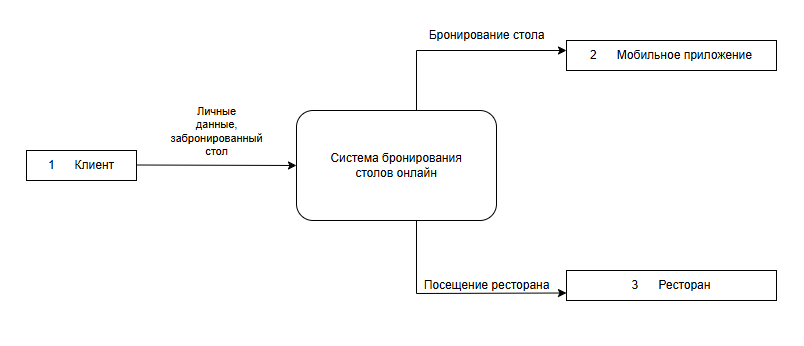 Бронирование стола
2 Мобильное приложение
Личные
данные,
забронированный
стол
1 Клиент
Система бронирования
столов онлайн
Посещение ресторана
3 Ресторан